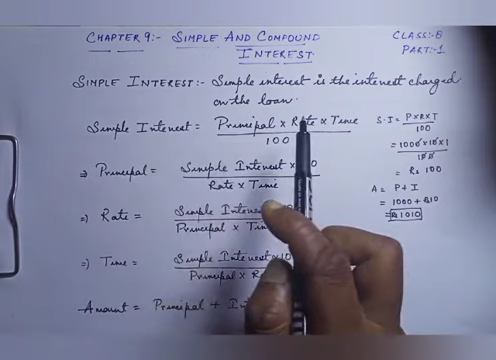 CHAPTER 9:- SIMPLE AND COMPOUND INTEREST
CLASS:8
PART:1
SIMPLE INTEREST:- Simple interest is the interest charged
on the loan.
Simple Interest = Principal × Rate × Time
100
⇒ Principal = Simple Interest ×
Rate × Time
⇒ Rate = Simple
Principal × 
⇒ Time = Simple Interest × 10
Principal × 
Amount = Principal +
S.I = P×R×T
100
= 1000 × 10 × 1
100
= Rs 100
A = P + I
= 1000 +
1010